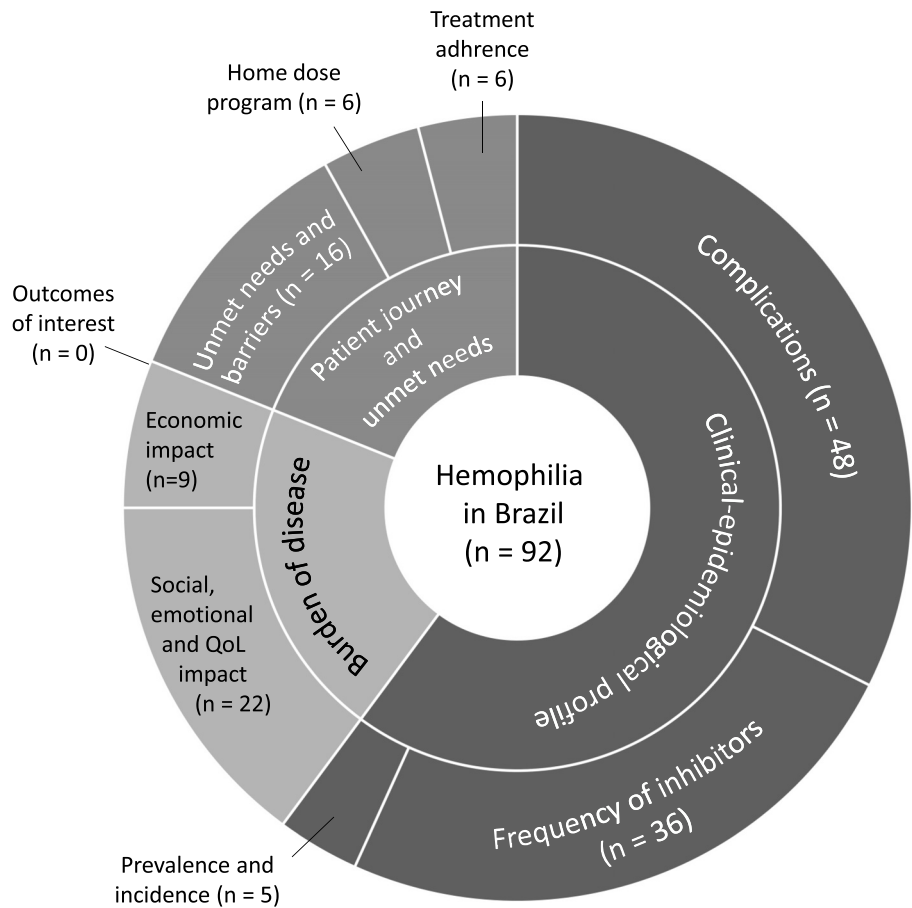 Treatment
adhrence
(n = 6)
Home dose
program (n = 6)
Unmet needs and
barriers (n = 16)
Outcomes
of interest
(n = 0)
Patient journey
and
unmet needs
Complications (n = 48)
Economic
impact
(n=9)
Burden of disease
Hemophilia
in Brazil
(n = 92)
Clinical-epidemiological profile
Social,
emotional
and QoL
impact
(n = 22)
Frequency of inhibitors
(n = 36)
Prevalence and
incidence (n = 5)